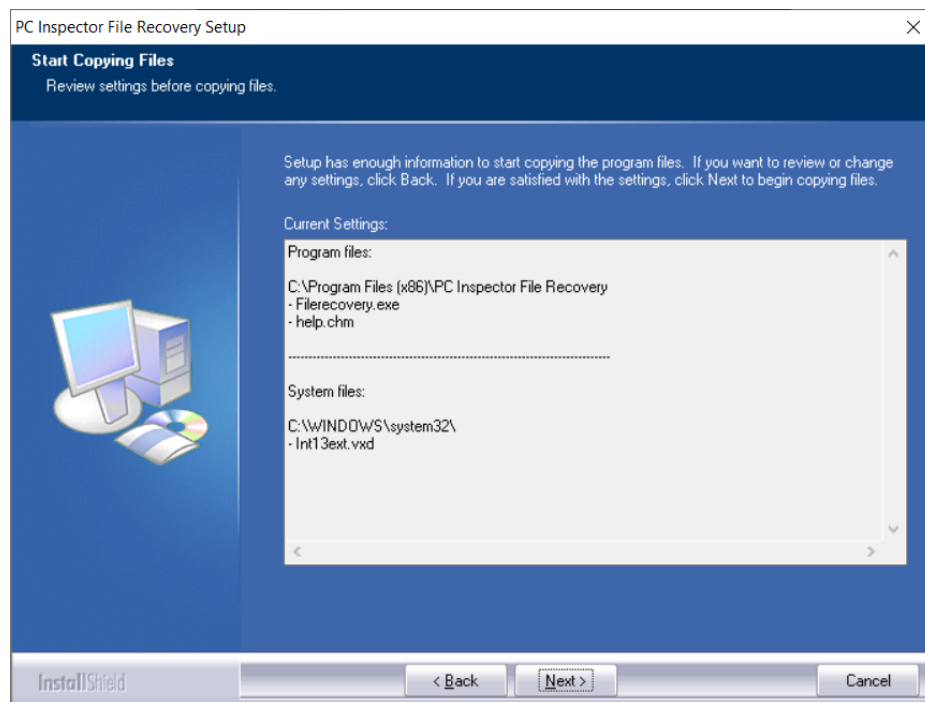 PC Inspector File Recovery Setup
Start Copying Files
Review settings before copying files.
Setup has enough information to start copying the program files. If you want to review or change
any settings, click Back. If you are satisfied with the settings, click Next to begin copying files.
Current Settings:
Program files:
C:\Program Files (x86)\PC Inspector File Recovery
- Filerecovery.exe
- help.chm
--------------------------------------------------------------------------------
System files:
C:\WINDOWS\system32\
- Int13ext.vxd
InstallShield
< Back
Next >
Cancel